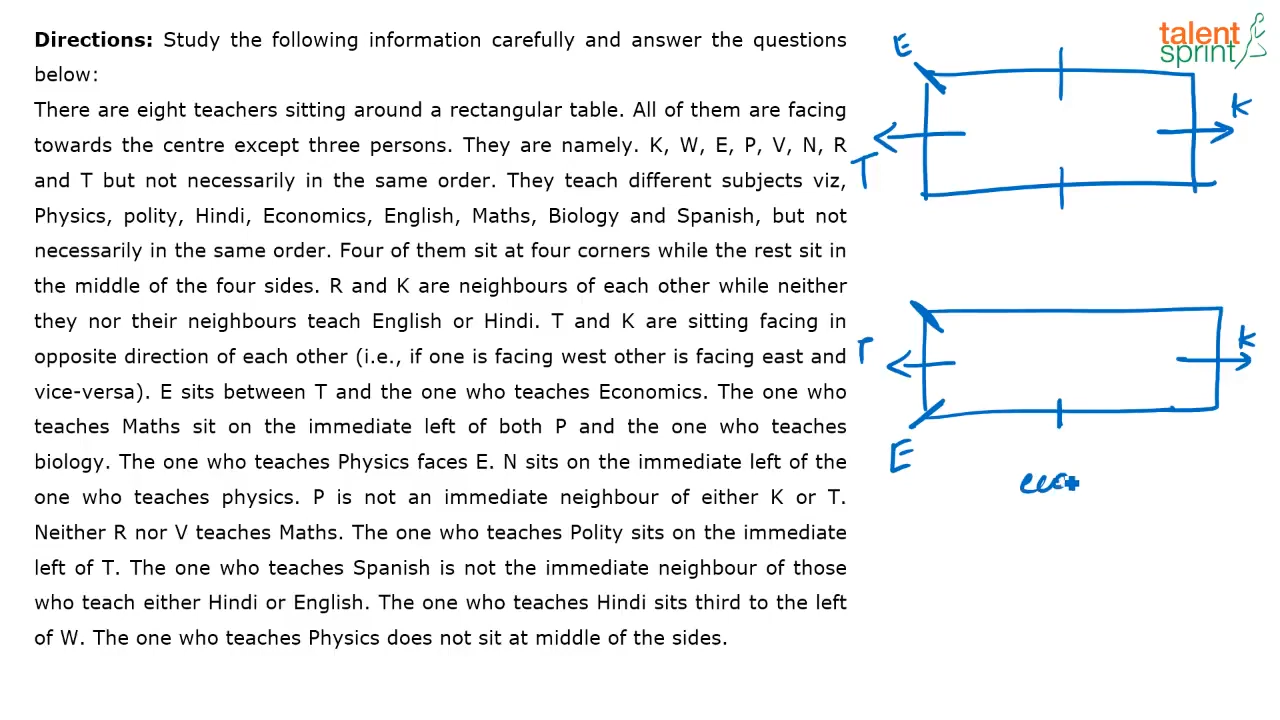 Directions: Study the following information carefully and answer the questions
below:
There are eight teachers sitting around a rectangular table. All of them are facing
towards the centre except three persons. They are namely. K, W, E, P, V, N, R
and T but not necessarily in the same order. They teach different subjects viz,
Physics, polity, Hindi, Economics, English, Maths, Biology and Spanish, but not
necessarily in the same order. Four of them sit at four corners while the rest sit in
the middle of the four sides. R and K are neighbours of each other while neither
they nor their neighbours teach English or Hindi. T and K are sitting facing in
opposite direction of each other (i.e., if one is facing west other is facing east and
vice-versa). E sits between T and the one who teaches Economics. The one who
teaches Maths sit on the immediate left of both P and the one who teaches
biology. The one who teaches Physics faces E. N sits on the immediate left of the
one who teaches physics. P is not an immediate neighbour of either K or T.
Neither R nor V teaches Maths. The one who teaches Polity sits on the immediate
left of T. The one who teaches Spanish is not the immediate neighbour of those
who teach either Hindi or English. The one who teaches Hindi sits third to the left
of W. The one who teaches Physics does not sit at middle of the sides.
talent
sprint
E
K
T
T
K
E